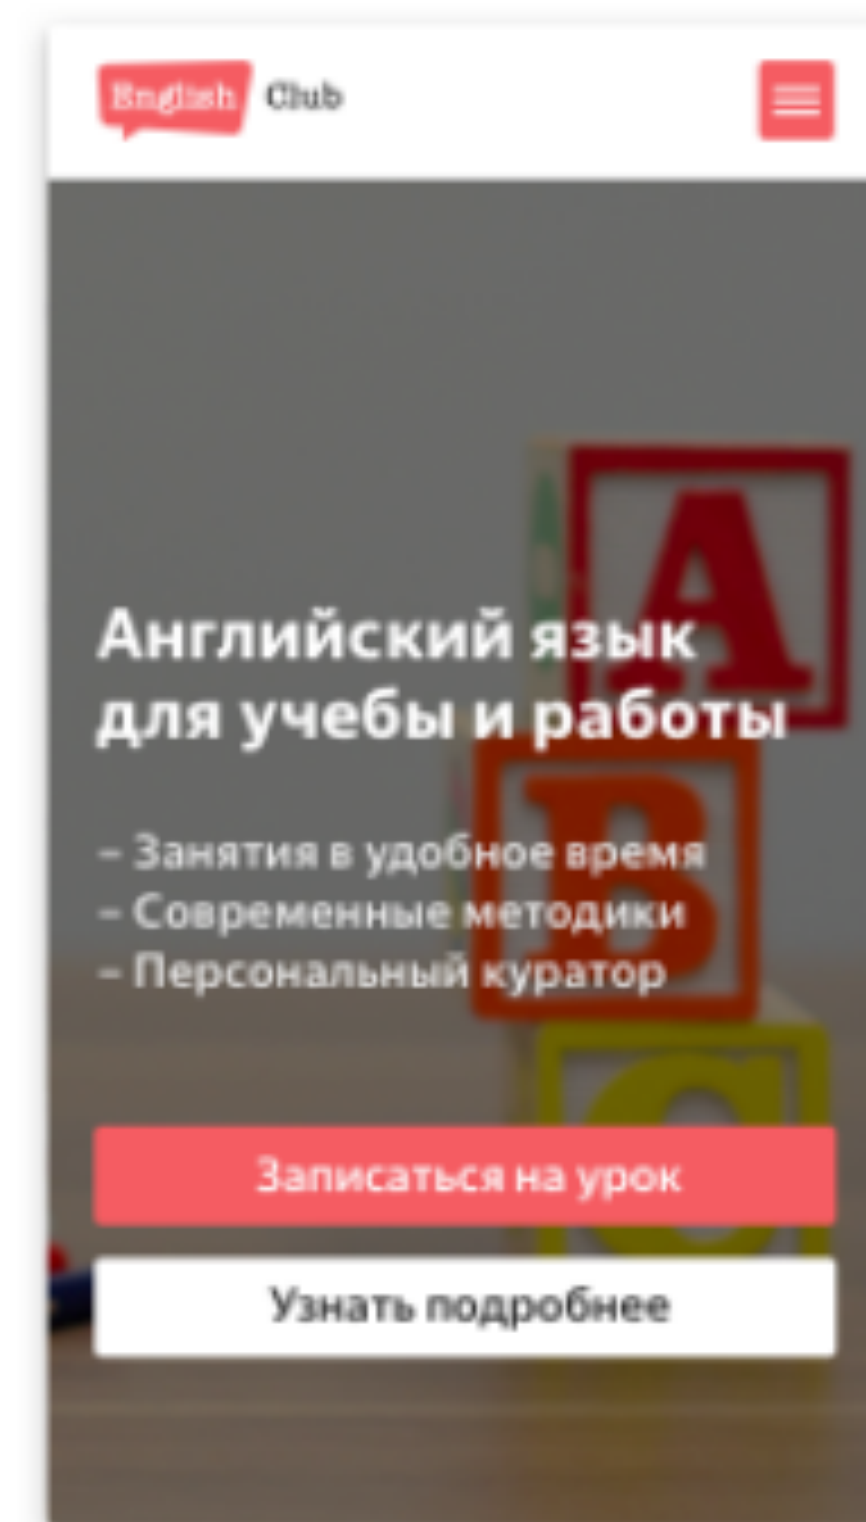 English Club
Английский язык
для учебы и работы
– Занятия в удобное время
– Современные методики
– Персональный куратор
Записаться на урок
Узнать подробнее
A
B
C